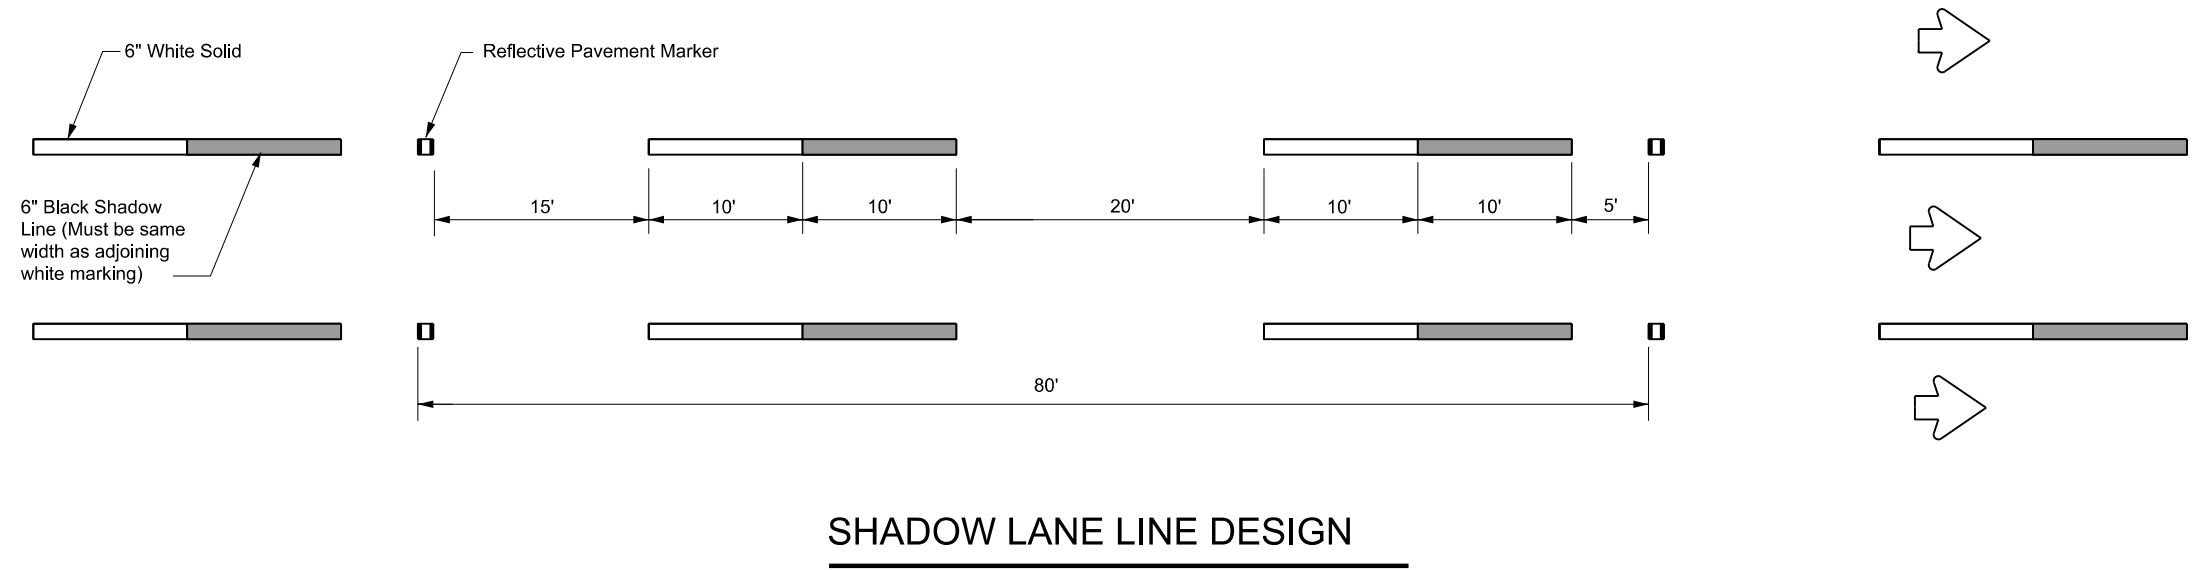 6" White Solid
Reflective Pavement Marker
6" Black Shadow
Line (Must be same
width as adjoining
white marking)
15'
10'
10'
20'
10'
10'
5'
80'
SHADOW LANE LINE DESIGN